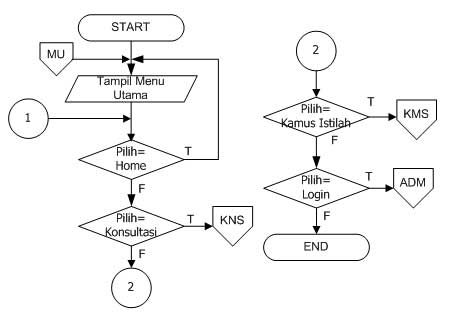 START
MU
Tampil Menu
Utama
1
Pilih=
Home
T
F
Pilih=
Konsultasi
T
KNS
F
2
2
Pilih=
Kamus Istilah
T
KMS
F
Pilih=
Login
T
ADM
F
END